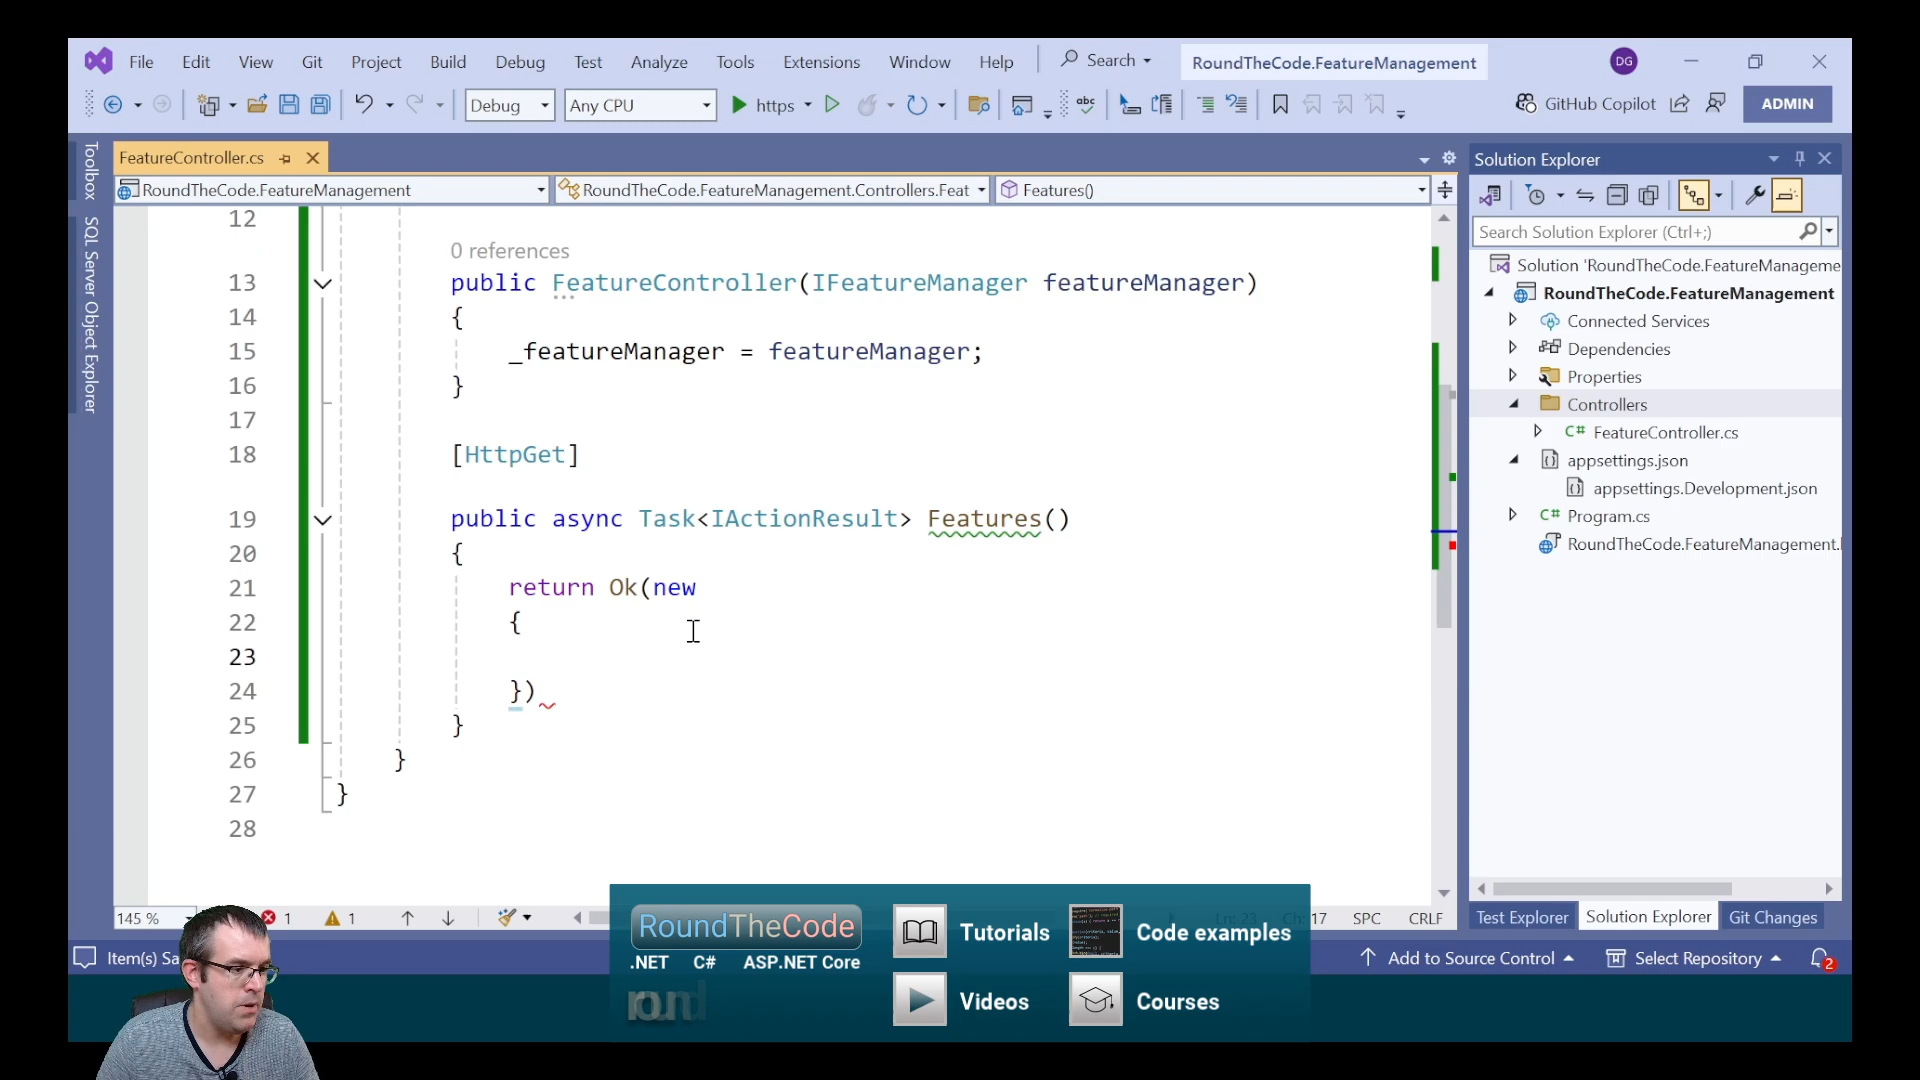 File Edit View Git Project Build Debug Test Analyze Tools Extensions Window Help Search RoundTheCode.FeatureManagement DG
Debug Any CPU https GitHub Copilot ADMIN
Toolbox
SQL Server Object Explorer
FeatureController.cs
RoundTheCode.FeatureManagement RoundTheCode.FeatureManagement.Controllers.Feat Features()
12
0 references
13 public FeatureController(IFeatureManager featureManager)
14 {
15 _featureManager = featureManager;
16 }
17
18 [HttpGet]
19 public async Task<IActionResult> Features()
20 {
21 return Ok(new
22 {
23
24 })
25 }
26 }
27 }
28
145 % 1 1 17 SPC CRLF
Solution Explorer
Search Solution Explorer (Ctrl+;)
Solution 'RoundTheCode.FeatureManageme
RoundTheCode.FeatureManagement
Connected Services
Dependencies
Properties
Controllers
C# FeatureController.cs
appsettings.json
appsettings.Development.json
C# Program.cs
RoundTheCode.FeatureManagement.
Test Explorer Solution Explorer Git Changes
Item(s) Sa Add to Source Control Select Repository 2
RoundTheCode
.NET C# ASP.NET Core
roun
Tutorials Code examples
Videos Courses